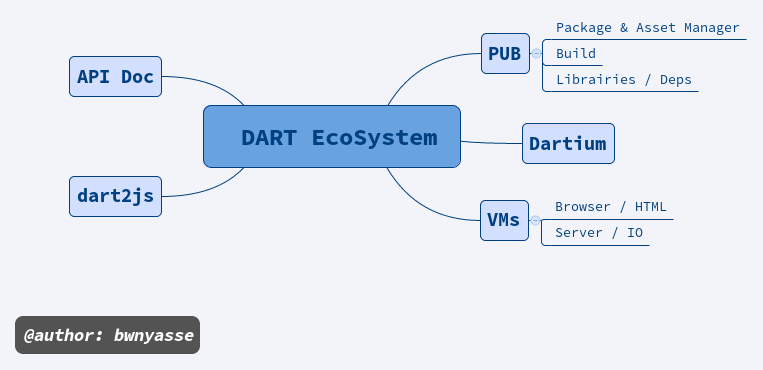 API Doc
dart2js
DART EcoSystem
PUB
Package & Asset Manager
Build
Librairies / Deps
Dartium
VMs
Browser / HTML
Server / IO
@author: bwnyasse